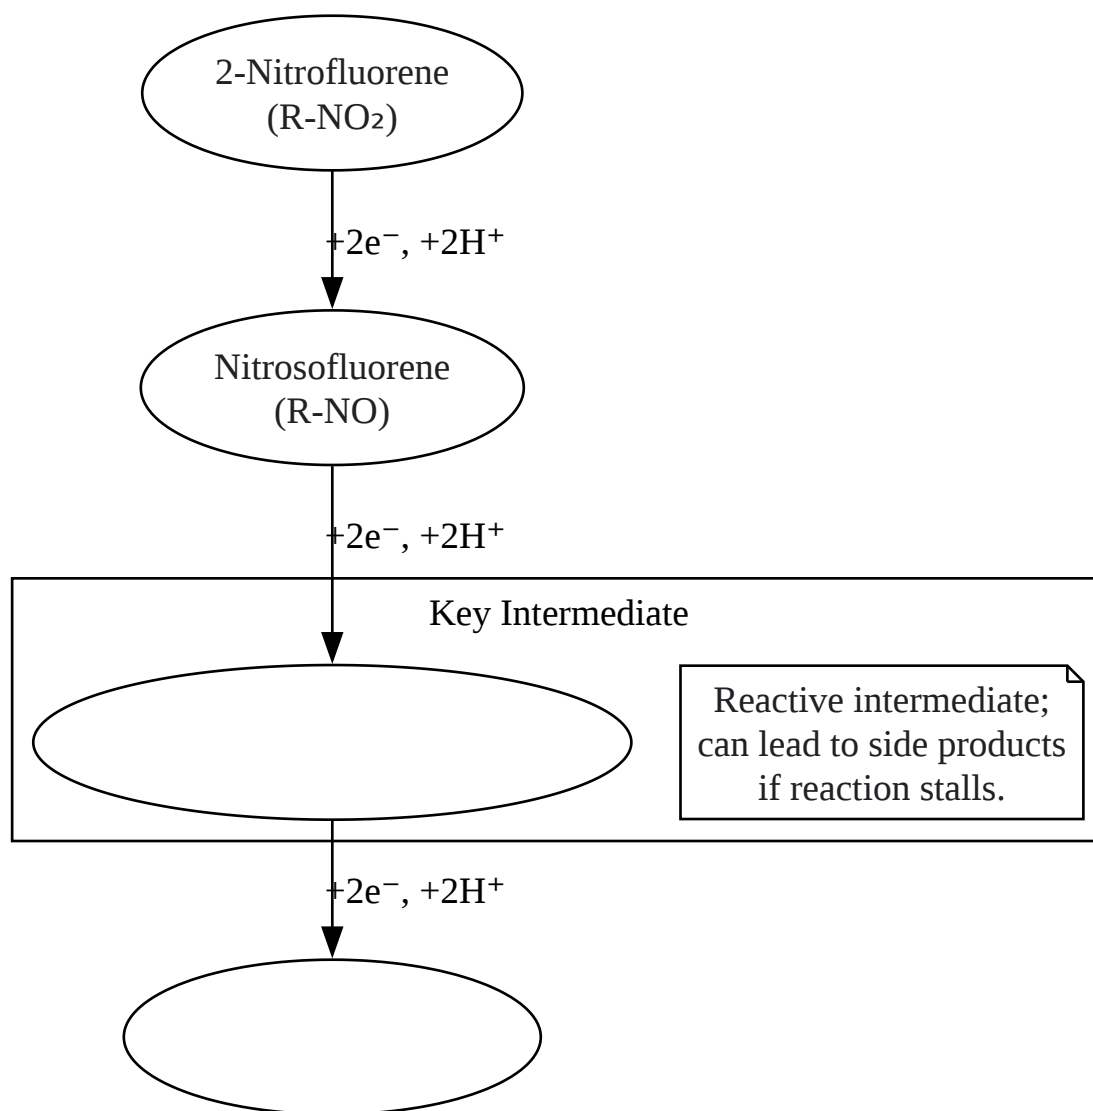 2-Nitrofluorene
(R-NO₂)
+2e⁻, +2H⁺
Nitrosofluorene
(R-NO)
+2e⁻, +2H⁺
Key Intermediate
Reactive intermediate;
can lead to side products
if reaction stalls.
+2e⁻, +2H⁺